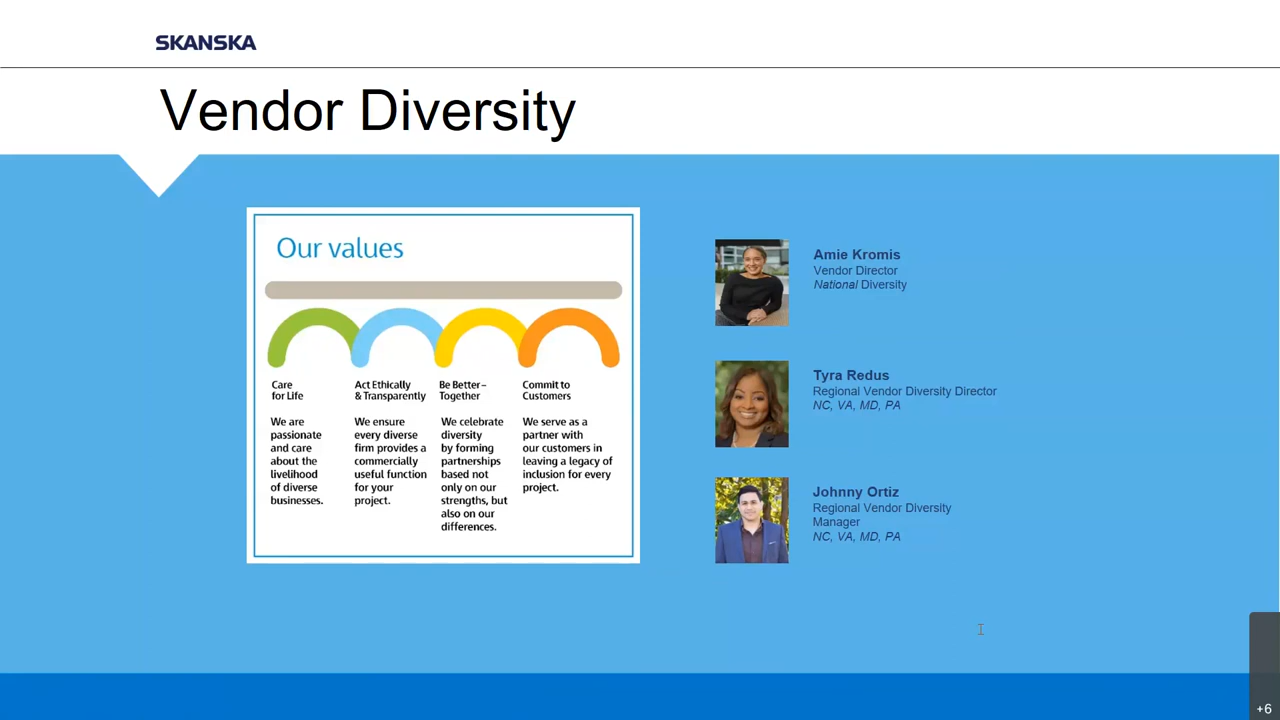 SKANSKA
Vendor Diversity
Our values
Care
for Life
We are
passionate
and care
about the
livelihood
of diverse
businesses.
Act Ethically
& Transparently
We ensure
every diverse
firm provides a
commercially
useful function
for your
project.
Be Better–
Together
We celebrate
diversity
by forming
partnerships
based not
only on our
strengths, but
also on our
differences.
Commit to
Customers
We serve as a
partner with
our customers in
leaving a legacy of
inclusion for every
project.
Amie Kromis
Vendor Director
National Diversity
Tyra Redus
Regional Vendor Diversity Director
NC, VA, MD, PA
Johnny Ortiz
Regional Vendor Diversity
Manager
NC, VA, MD, PA
+6